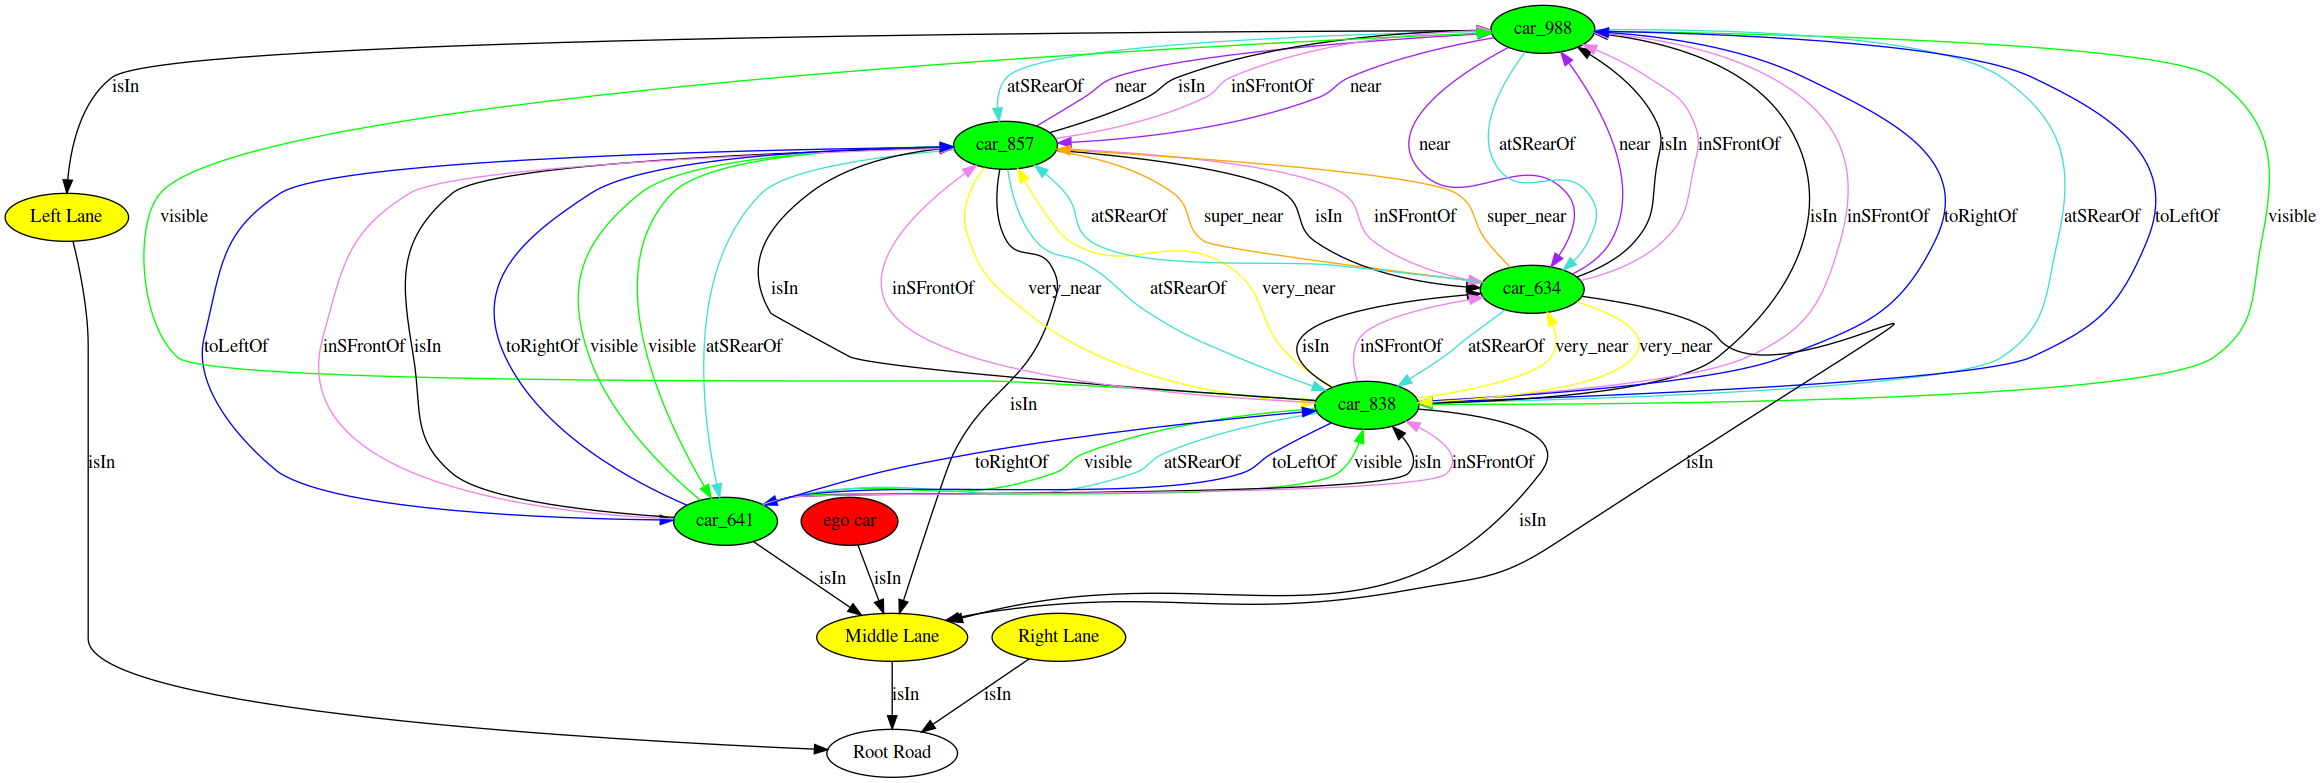 car_988
isIn
atSRearOf
near
isIn
inSFrontOf
near
car_857
near
atSRearOf
near
isIn
inSFrontOf
Left Lane
visible
atSRearOf
super_near
isIn
inSFrontOf
super_near
isIn
inSFrontOf
toRightOf
atSRearOf
toLeftOf
visible
isIn
inSFrontOf
very_near
atSRearOf
very_near
car_634
toLeftOf
inSFrontOf
isIn
toRightOf
visible
visible
atSRearOf
isIn
inSFrontOf
atSRearOf
very_near
very_near
isIn
car_838
isIn
toRightOf
visible
atSRearOf
toLeftOf
visible
isIn
inSFrontOf
isIn
car_641
ego car
isIn
isIn
isIn
Middle Lane
Right Lane
isIn
isIn
Root Road